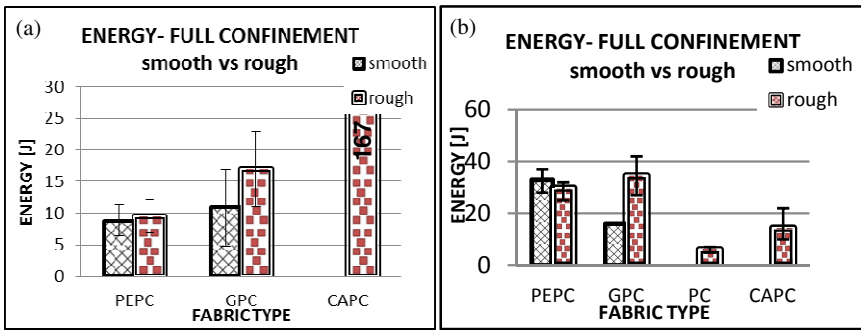 (a)
ENERGY- FULL CONFINEMENT
smooth vs rough
smooth
rough
30
25
20
15
10
5
0
ENERGY [J]
167
PEPC GPC CAPC
FABRIC TYPE
(b)
ENERGY- FULL CONFINEMENT
smooth vs rough
smooth
rough
60
40
20
0
ENERGY [J]
PEPC GPC PC CAPC
FABRIC TYPE